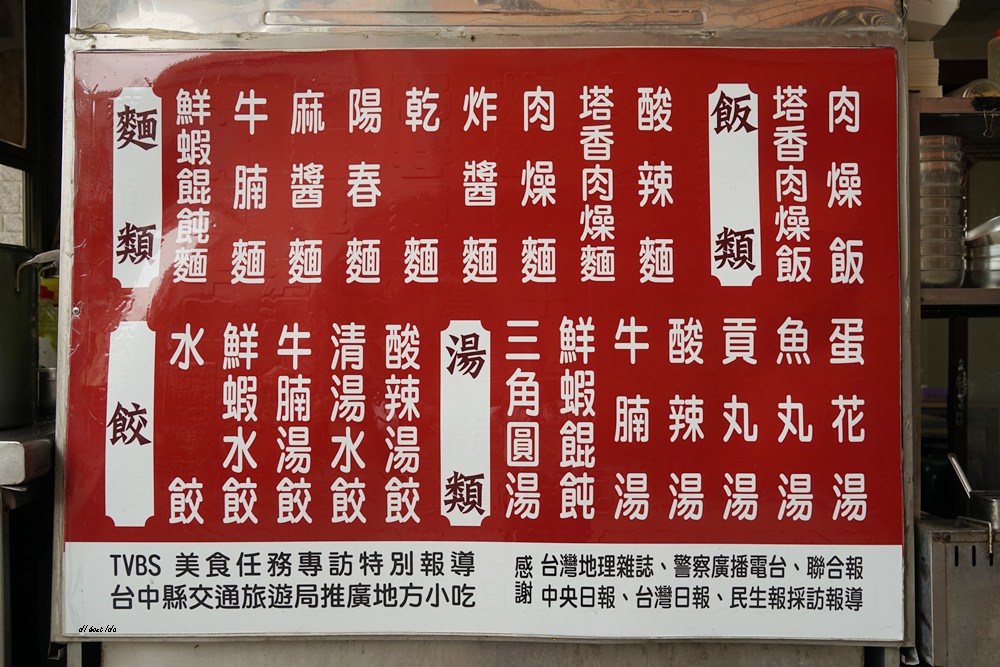 麵類
鮮蝦餛飩麵
牛腩麵
麻醬麵
陽春麵
乾麵
炸醬麵
肉燥麵
塔香肉燥麵
酸辣麵
飯類
塔香肉燥飯
肉燥飯
水餃
鮮蝦水餃
牛腩湯餃
清湯水餃
酸辣湯餃
湯類
三角圓湯
鮮蝦餛飩
牛腩湯
酸辣湯
貢丸湯
魚丸湯
蛋花湯
餃
TVBS 美食任務專訪特別報導
台中縣交通旅遊局推廣地方小吃
感謝
台灣地理雜誌、警察廣播電台、聯合報
中央日報、台灣日報、民生報採訪報導